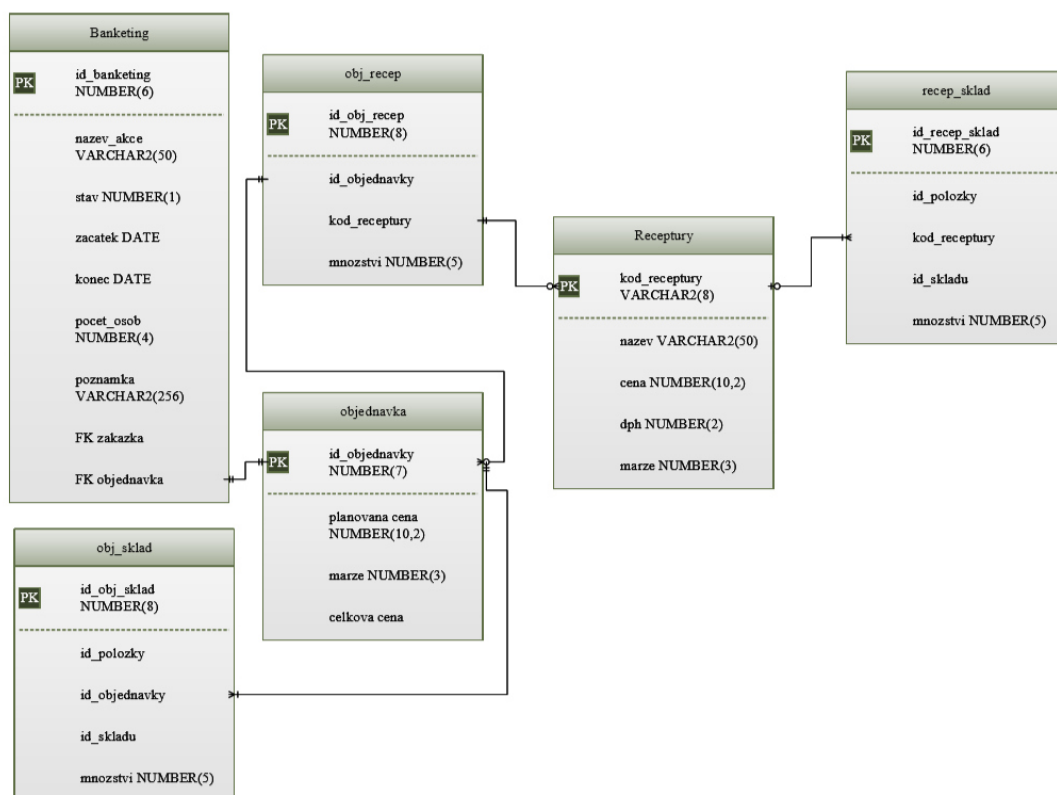 Banketing
PK
id_banketing
NUMBER(6)
nazev_akce
VARCHAR2(50)
stav NUMBER(1)
zacatek DATE
konec DATE
pocet_osob
NUMBER(4)
poznamka
VARCHAR2(256)
FK zakazka
FK objednavka
obj_recep
PK
id_obj_recep
NUMBER(8)
id_objednavky
kod_receptury
mnozstvi NUMBER(5)
recep_sklad
PK
id_recep_sklad
NUMBER(6)
id_polozky
kod_receptury
id_skladu
mnozstvi NUMBER(5)
Receptury
PK
kod_receptury
VARCHAR2(8)
nazev VARCHAR2(50)
cena NUMBER(10,2)
dph NUMBER(2)
marze NUMBER(3)
objednavka
PK
id_objednavky
NUMBER(7)
planovana cena
NUMBER(10,2)
marze NUMBER(3)
celkova cena
obj_sklad
PK
id_obj_sklad
NUMBER(8)
id_polozky
id_objednavky
id_skladu
mnozstvi NUMBER(5)